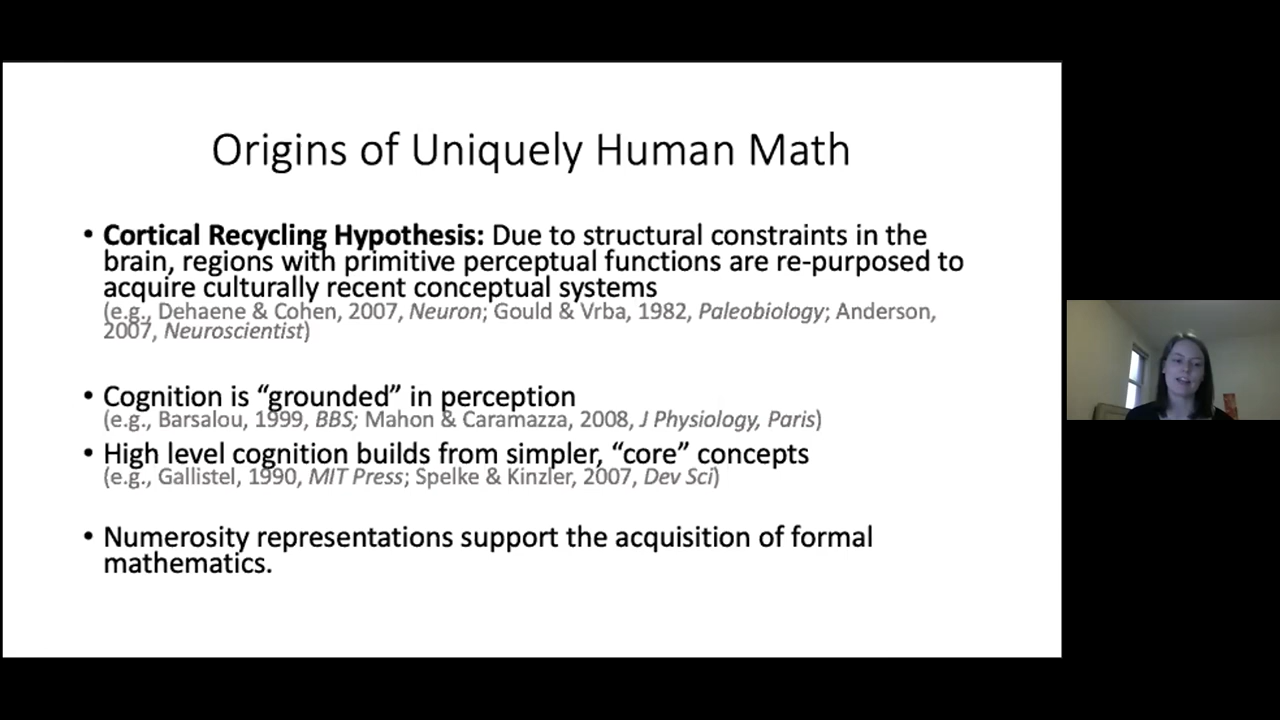 Origins of Uniquely Human Math
• Cortical Recycling Hypothesis: Due to structural constraints in the
brain, regions with primitive perceptual functions are re-purposed to
acquire culturally recent conceptual systems
(e.g., Dehaene & Cohen, 2007, Neuron; Gould & Vrba, 1982, Paleobiology; Anderson,
2007, Neuroscientist)
• Cognition is “grounded” in perception
(e.g., Barsalou, 1999, BBS; Mahon & Caramazza, 2008, J Physiology, Paris)
• High level cognition builds from simpler, “core” concepts
(e.g., Gallistel, 1990, MIT Press; Spelke & Kinzler, 2007, Dev Sci)
• Numerosity representations support the acquisition of formal
mathematics.